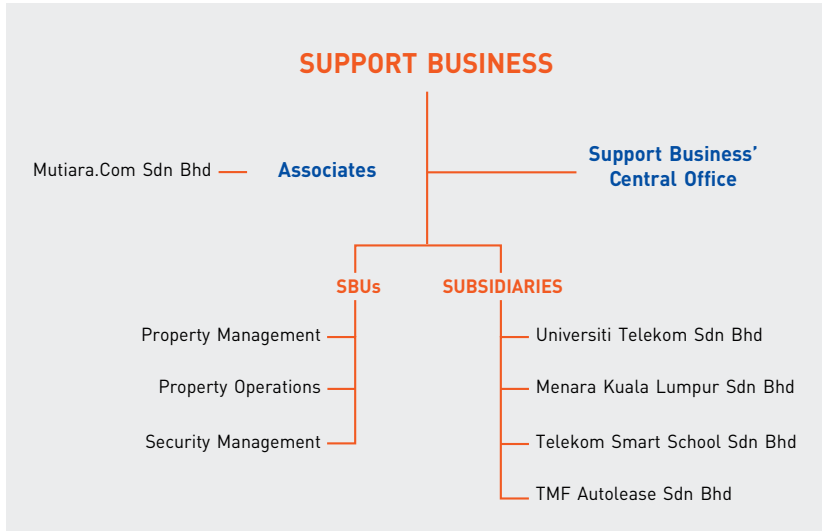 SUPPORT BUSINESS
Mutiara.Com Sdn Bhd
Associates
Support Business’
Central Office
SBUs
SUBSIDIARIES
Property Management
Property Operations
Security Management
Universiti Telekom Sdn Bhd
Menara Kuala Lumpur Sdn Bhd
Telekom Smart School Sdn Bhd
TMF Autolease Sdn Bhd